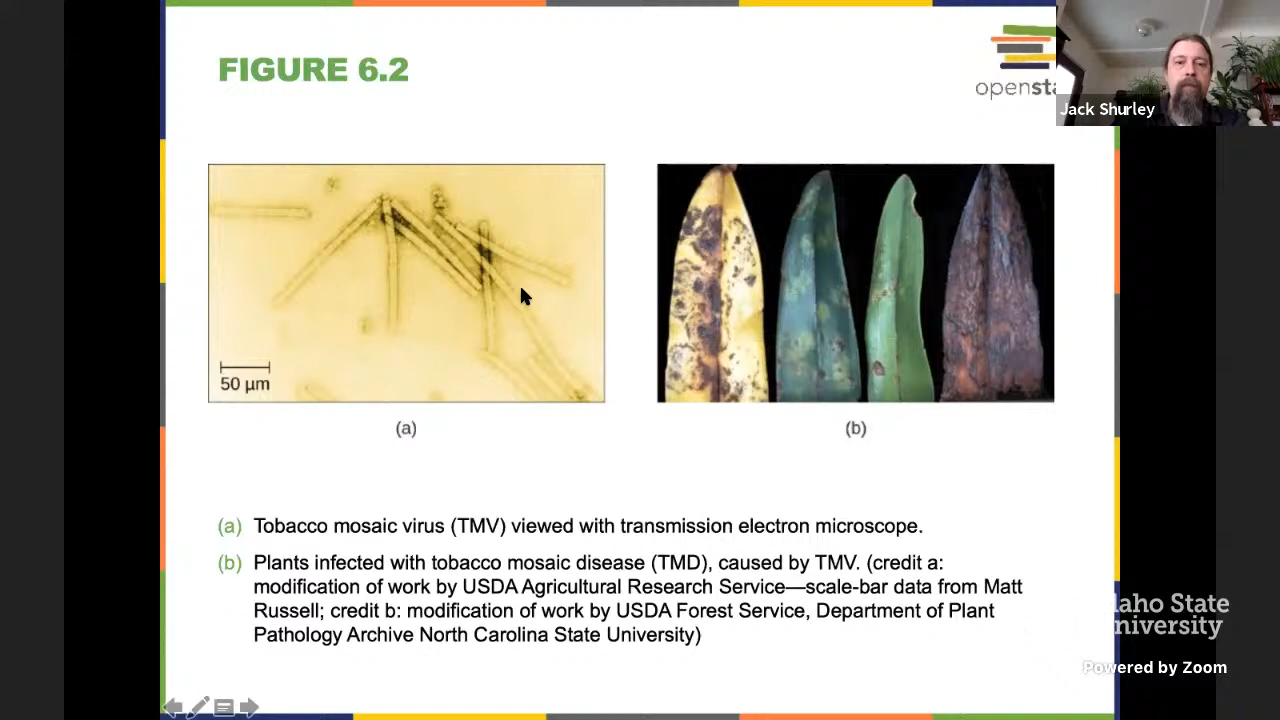 FIGURE 6.2
opensta
Jack Shurley
50 µm
(a)
(b)
(a) Tobacco mosaic virus (TMV) viewed with transmission electron microscope.
(b) Plants infected with tobacco mosaic disease (TMD), caused by TMV. (credit a:
modification of work by USDA Agricultural Research Service—scale-bar data from Matt
Russell; credit b: modification of work by USDA Forest Service, Department of Plant
Pathology Archive North Carolina State University)
daho State
niversity
Powered by Zoom